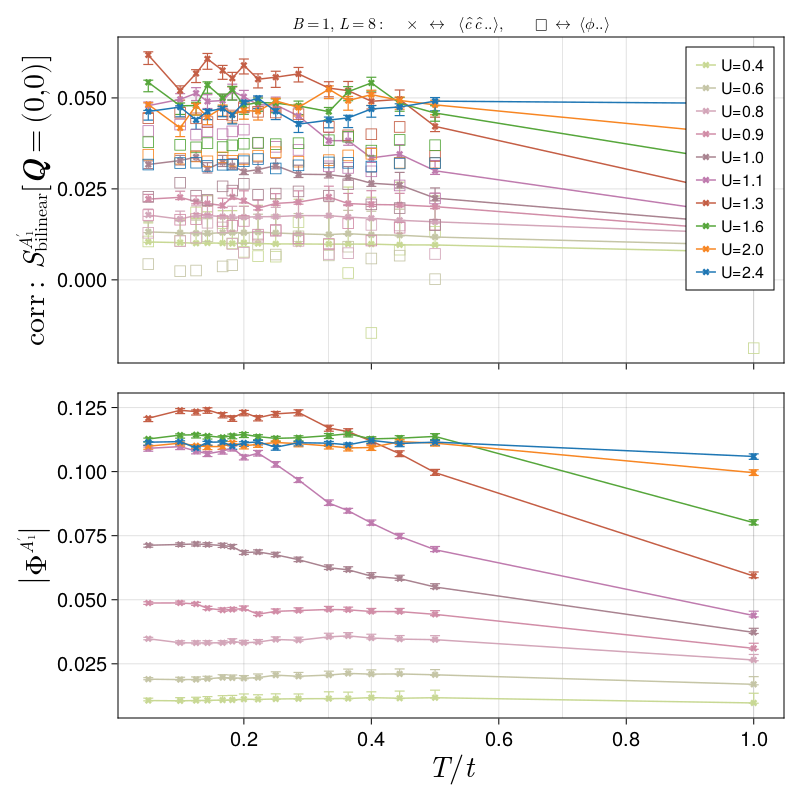 B = 1, L = 8 : × ↔ ⟨ĉ ĉ ..⟩, □ ↔ ⟨ϕ..⟩
corr : S^{A′₁}_{bilinear}[Q = (0,0)]
0.050
0.025
0.000
U=0.4
U=0.6
U=0.8
U=0.9
U=1.0
U=1.1
U=1.3
U=1.6
U=2.0
U=2.4
|Φ^{A′₁}|
0.125
0.100
0.075
0.050
0.025
0.2 0.4 0.6 0.8 1.0
T/t